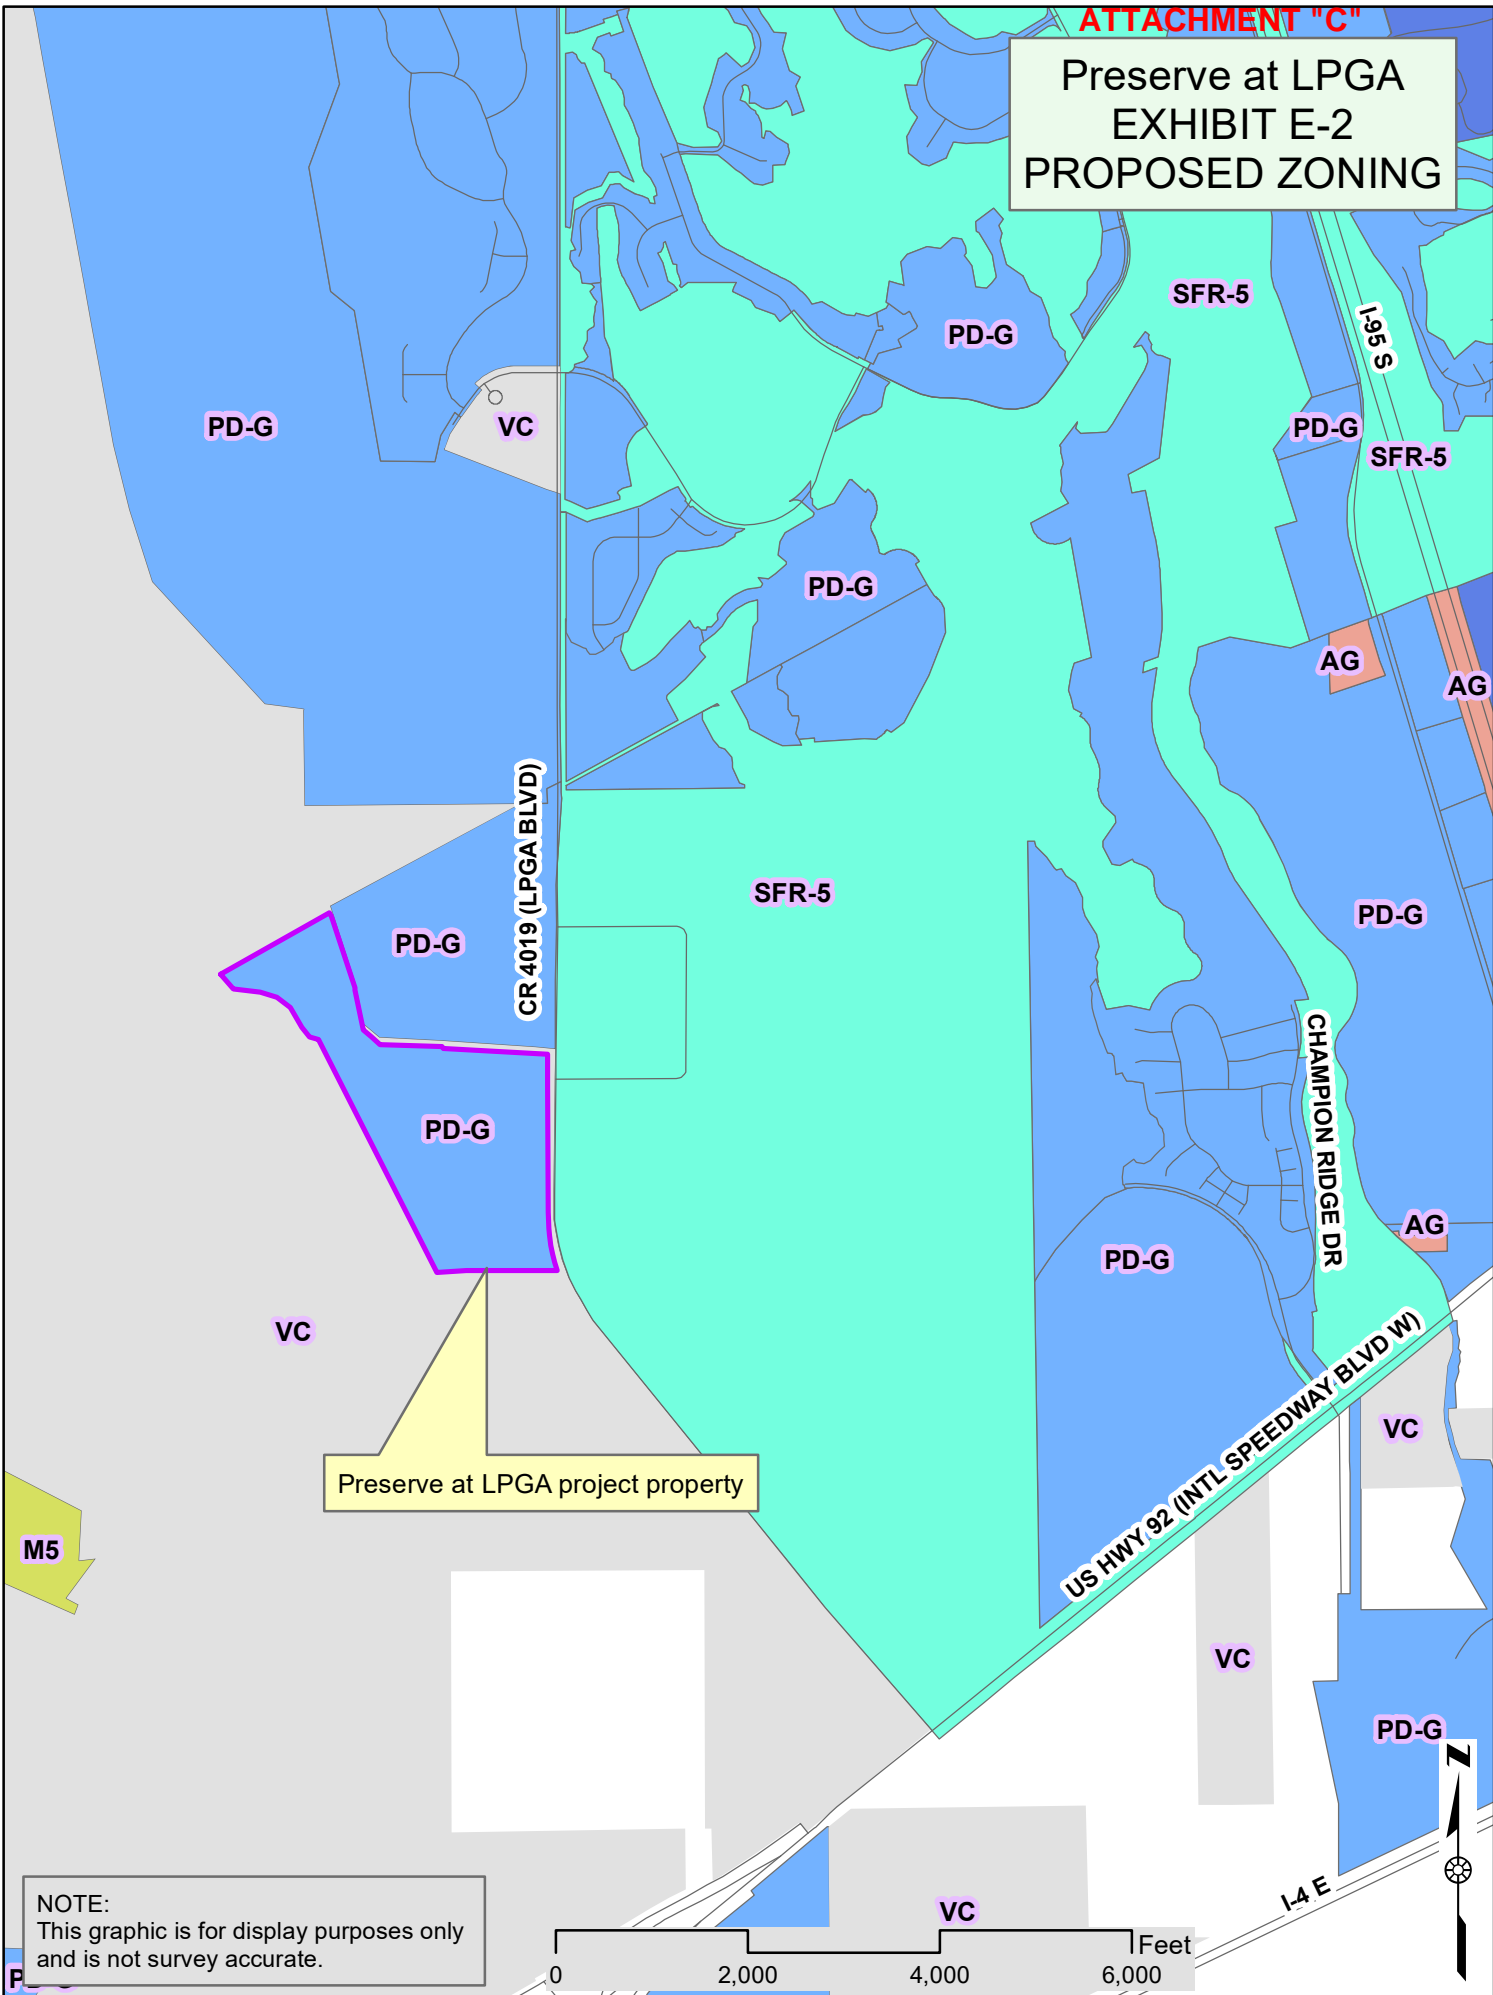 ATTACHMENT "C"
Preserve at LPGA
EXHIBIT E-2
PROPOSED ZONING
SFR-5
I-95 S
PD-G
PD-G
VC
PD-G
SFR-5
PD-G
AG
AG
CR 4019 (LPGA BLVD)
SFR-5
PD-G
PD-G
CHAMPION RIDGE DR
PD-G
AG
PD-G
VC
US HWY 92 (INTL SPEEDWAY BLVD W)
VC
Preserve at LPGA project property
M5
VC
PD-G
I-4 E
VC
N
NOTE:
This graphic is for display purposes only
and is not survey accurate.
Feet
0 2,000 4,000 6,000